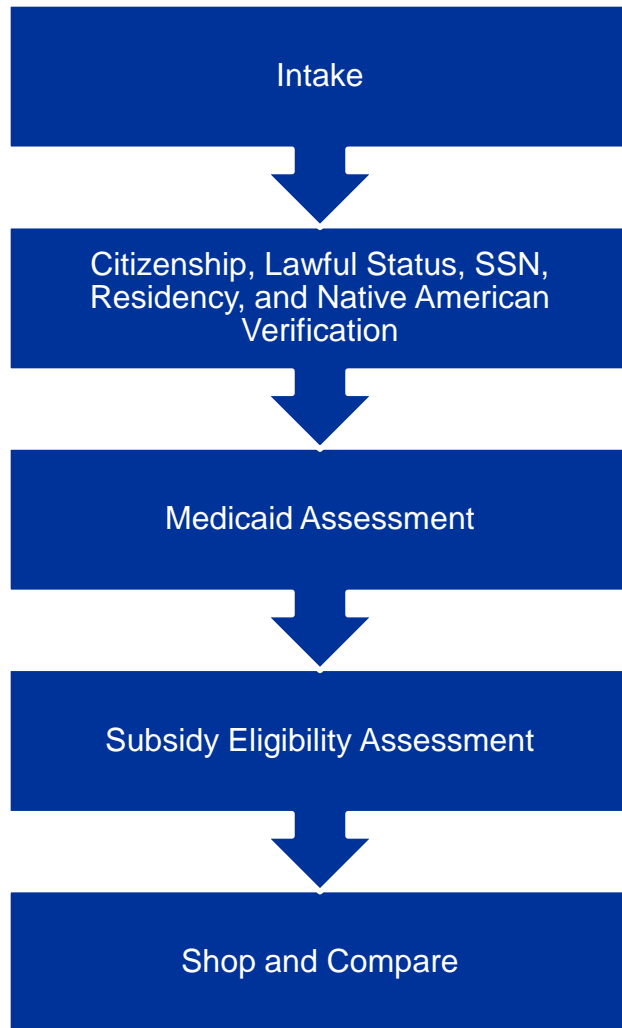 Intake
Citizenship, Lawful Status, SSN,
Residency, and Native American
Verification
Medicaid Assessment
Subsidy Eligibility Assessment
Shop and Compare